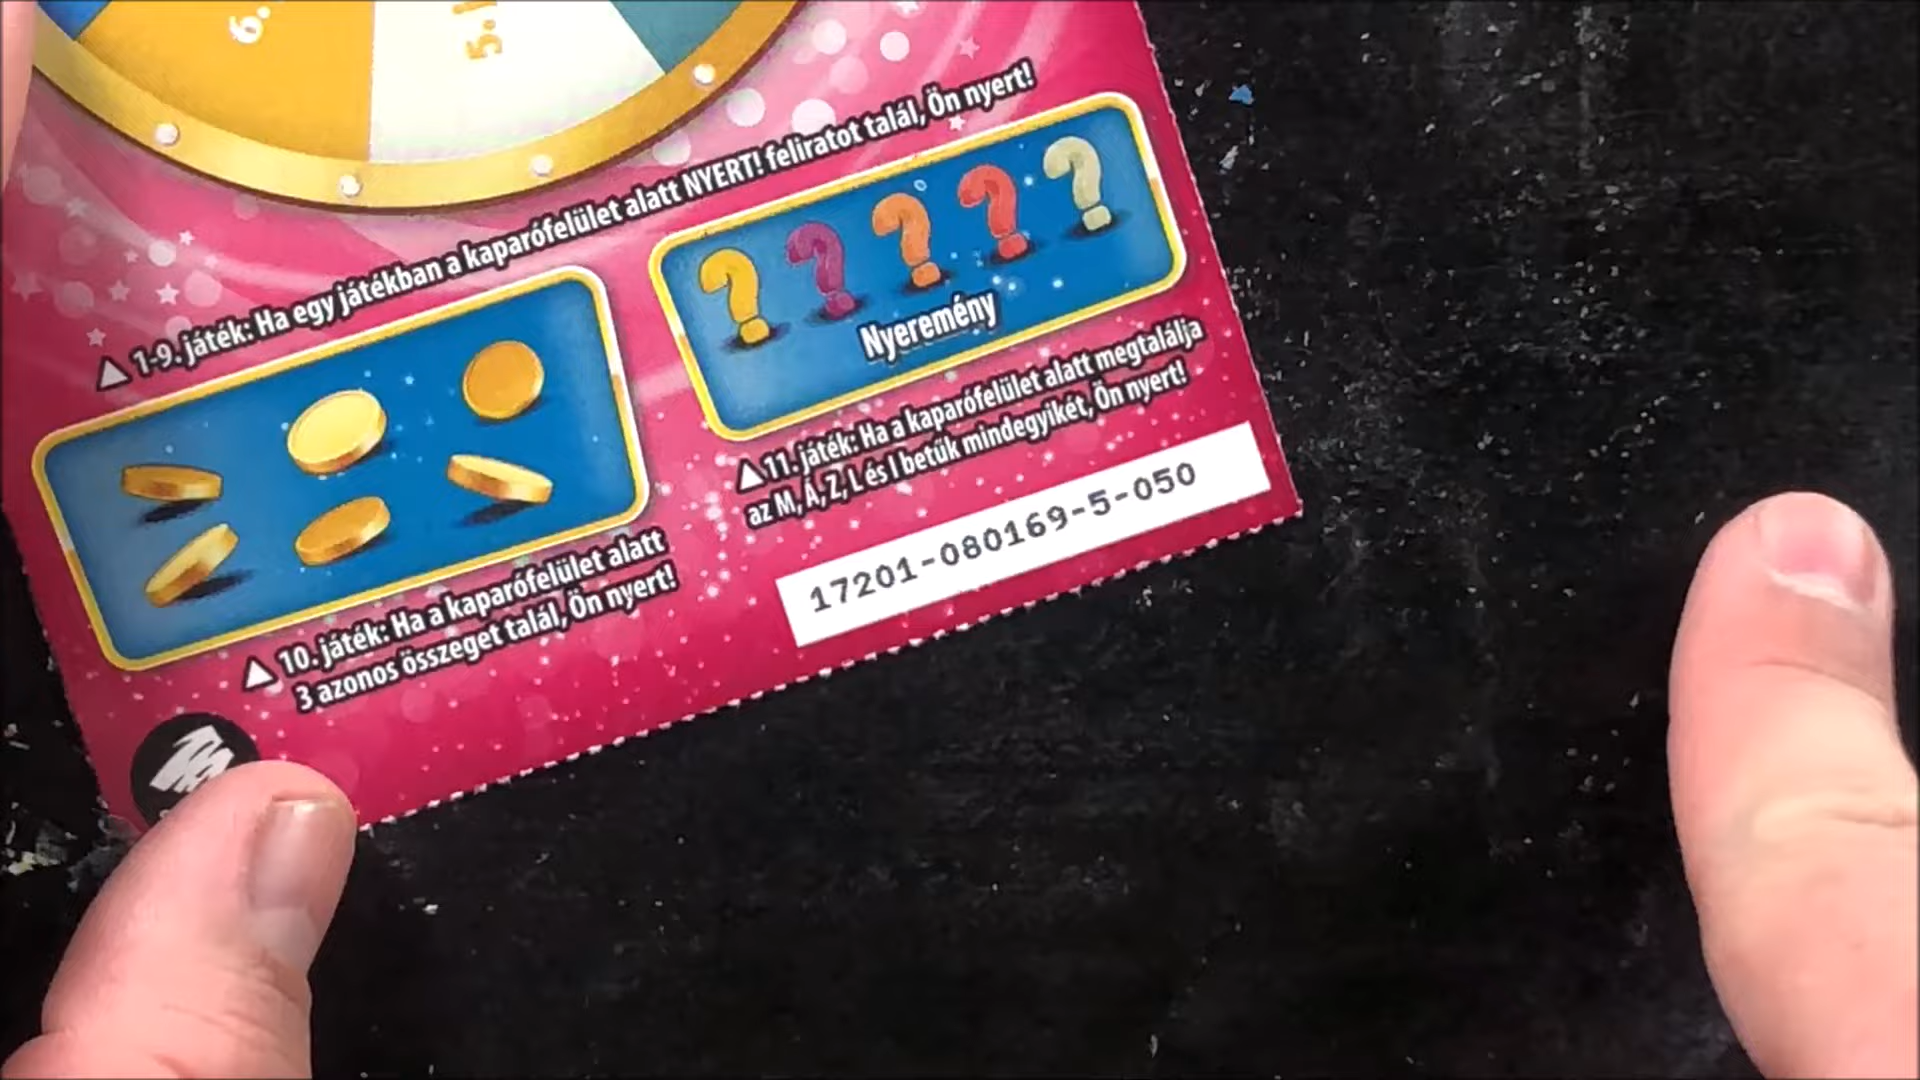 6.
5.
▲ 1-9. játék: Ha egy játékban a kaparófelület alatt NYERT! feliratot talál, Ön nyert!
Nyeremény
▲ 11. játék: Ha a kaparófelület alatt megtalálja
az M, Á, Z, L és I betűk mindegyikét, Ön nyert!
17201-080169-5-050
▲ 10. játék: Ha a kaparófelület alatt
3 azonos összeget talál, Ön nyert!